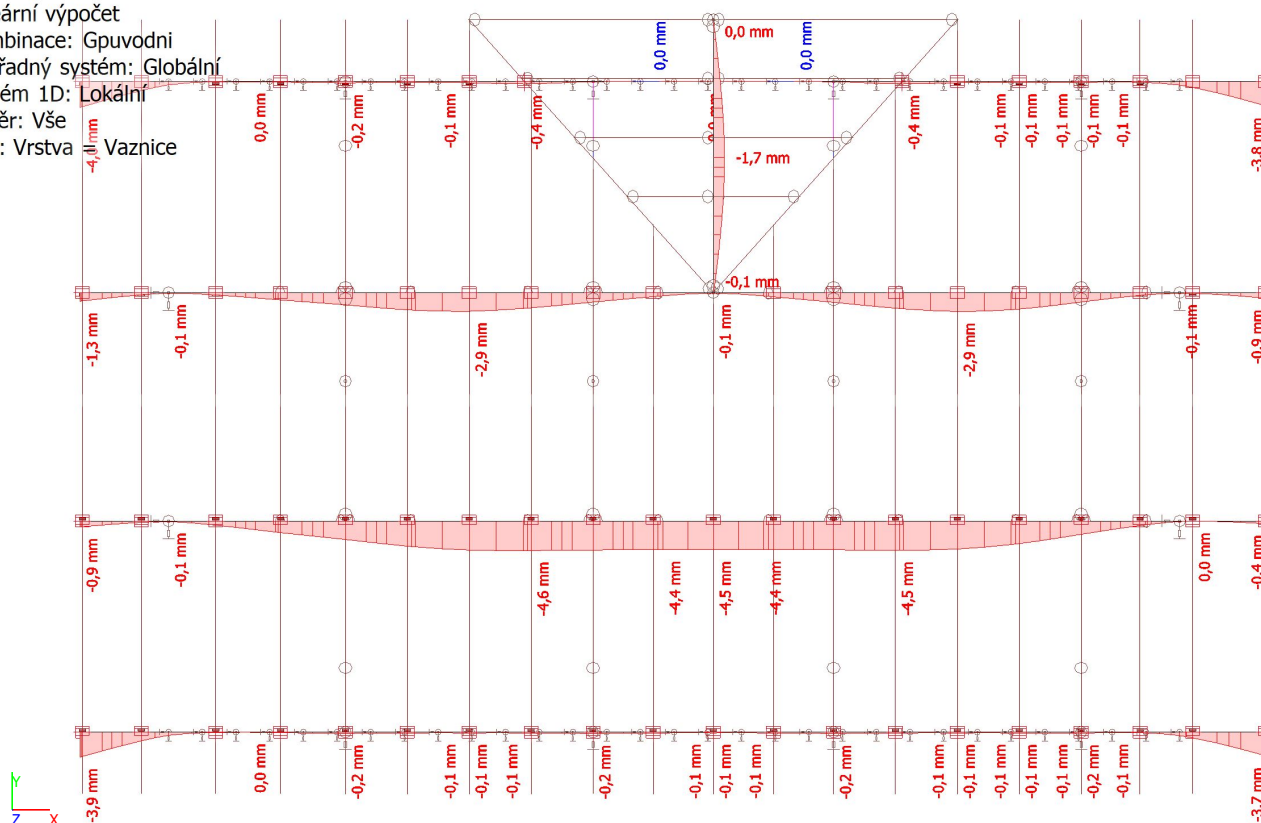 eární výpočet
mbinace: Gpuvodni
řadný systém: Globální
ém 1D: Lokální
ěr: Vše
: Vrstva = Vaznice
0,0 mm
0,0 mm
0,0 mm
0,0 mm
-0,2 mm
-0,1 mm
-0,4 mm
-1,7 mm
-0,4 mm
-0,1 mm
-0,1 mm
-0,1 mm
-0,1 mm
-0,1 mm
-3,8 mm
-0,1 mm
-1,3 mm
-0,1 mm
-2,9 mm
-0,1 mm
-2,9 mm
-0,1 mm
-0,9 mm
-0,9 mm
-0,1 mm
-4,6 mm
-4,4 mm
-4,5 mm
-4,4 mm
-4,5 mm
0,0 mm
-0,4 mm
-3,9 mm
0,0 mm
-0,2 mm
-0,1 mm
-0,1 mm
-0,1 mm
-0,2 mm
-0,1 mm
-0,1 mm
-0,1 mm
-0,2 mm
-0,1 mm
-0,1 mm
-0,1 mm
-0,1 mm
-0,2 mm
-0,1 mm
-3,7 mm
Y
Z X